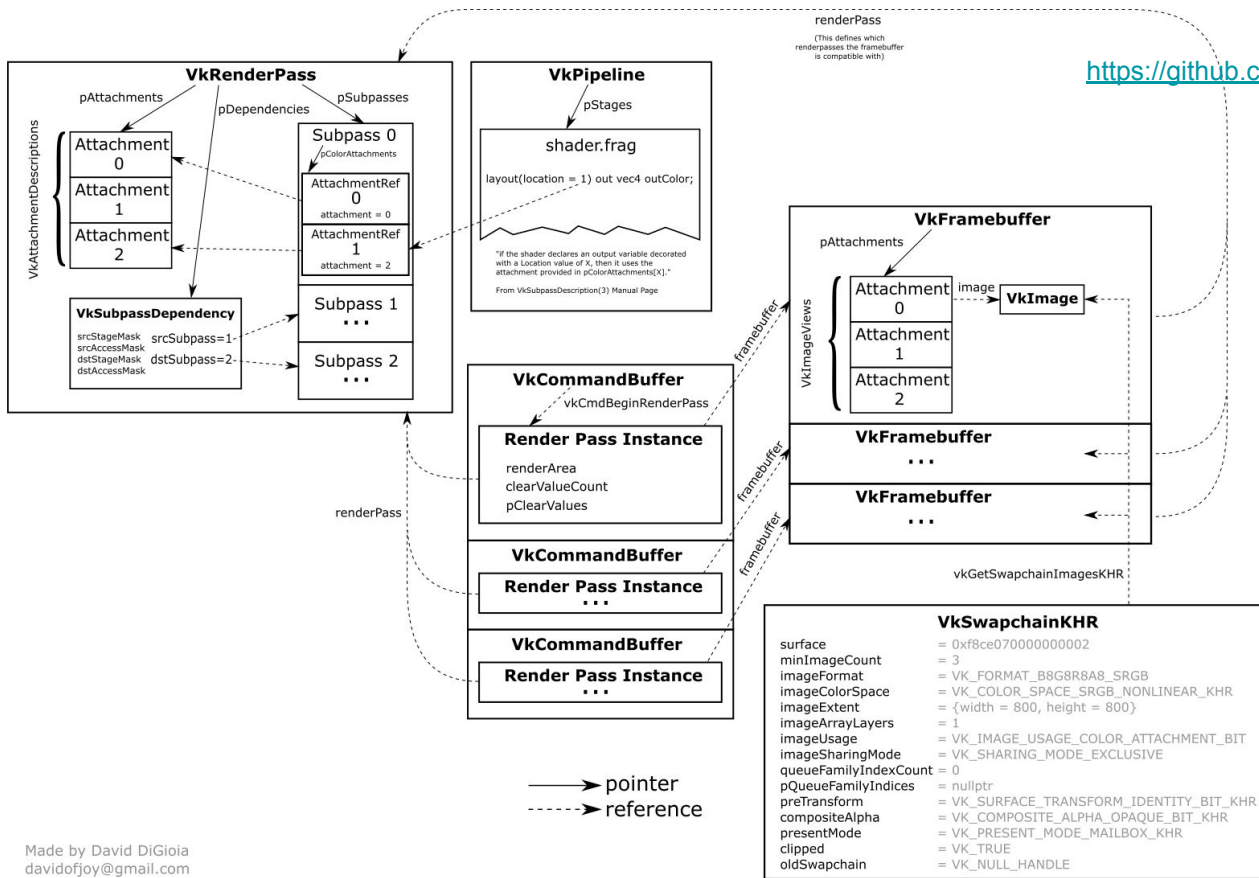 renderPass
(This defines which
renderpasses the framebuffer
is compatible with)
https://github.c
VkRenderPass
pAttachments
pDependencies
pSubpasses
VkAttachmentDescriptions
Attachment
0
Attachment
1
Attachment
2
Subpass 0
pColorAttachments
AttachmentRef
0
attachment = 0
AttachmentRef
1
attachment = 2
Subpass 1
...
Subpass 2
...
VkSubpassDependency
srcStageMask
srcAccessMask
dstStageMask
dstAccessMask
srcSubpass=1
dstSubpass=2
VkPipeline
pStages
shader.frag
layout(location = 1) out vec4 outColor;
"if the shader declares an output variable decorated
with a Location value of X, then it uses the
attachment provided in pColorAttachments[X]."
From VkSubpassDescription(3) Manual Page
VkCommandBuffer
vkCmdBeginRenderPass
Render Pass Instance
renderArea
clearValueCount
pClearValues
VkCommandBuffer
Render Pass Instance
...
VkCommandBuffer
Render Pass Instance
...
renderPass
framebuffer
framebuffer
framebuffer
VkFramebuffer
pAttachments
VkImageViews
Attachment
0
Attachment
1
Attachment
2
image
VkImage
VkFramebuffer
...
VkFramebuffer
...
vkGetSwapchainImagesKHR
VkSwapchainKHR
surface = 0xf8ce070000000002
minImageCount = 3
imageFormat = VK_FORMAT_B8G8R8A8_SRGB
imageColorSpace = VK_COLOR_SPACE_SRGB_NONLINEAR_KHR
imageExtent = {width = 800, height = 800}
imageArrayLayers = 1
imageUsage = VK_IMAGE_USAGE_COLOR_ATTACHMENT_BIT
imageSharingMode = VK_SHARING_MODE_EXCLUSIVE
queueFamilyIndexCount = 0
pQueueFamilyIndices = nullptr
preTransform = VK_SURFACE_TRANSFORM_IDENTITY_BIT_KHR
compositeAlpha = VK_COMPOSITE_ALPHA_OPAQUE_BIT_KHR
presentMode = VK_PRESENT_MODE_MAILBOX_KHR
clipped = VK_TRUE
oldSwapchain = VK_NULL_HANDLE
pointer
reference
Made by David DiGioia
davidofjoy@gmail.com